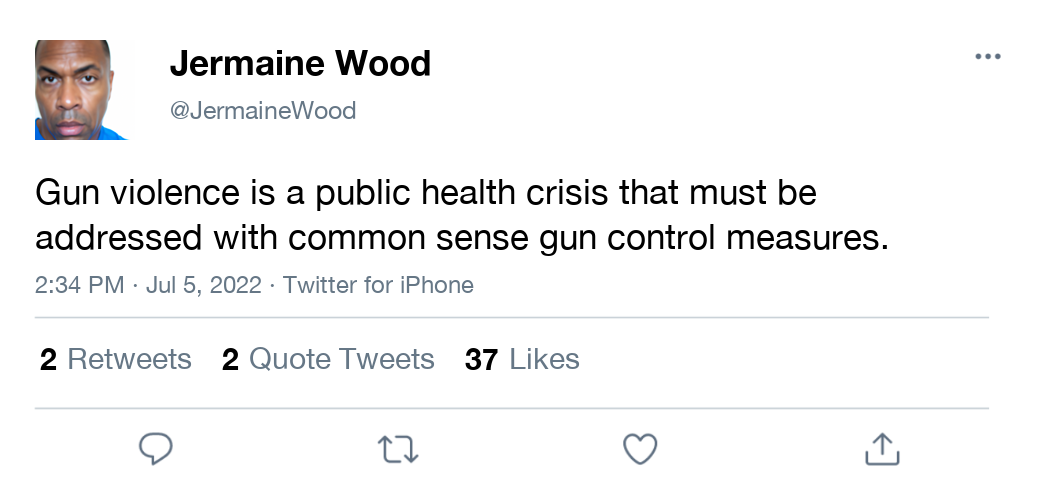 Jermaine Wood
@JermaineWood
Gun violence is a public health crisis that must be
addressed with common sense gun control measures.
2:34 PM · Jul 5, 2022 · Twitter for iPhone
2 Retweets 2 Quote Tweets 37 Likes